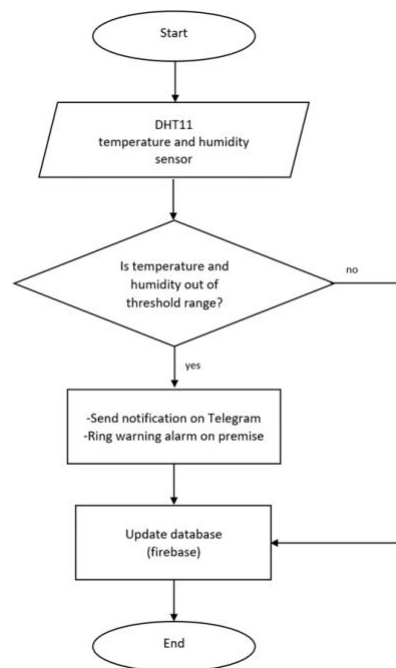 Start
DHT11
temperature and humidity
sensor
Is temperature and
humidity out of
threshold range?
no
yes
-Send notification on Telegram
-Ring warning alarm on premise
Update database
(firebase)
End